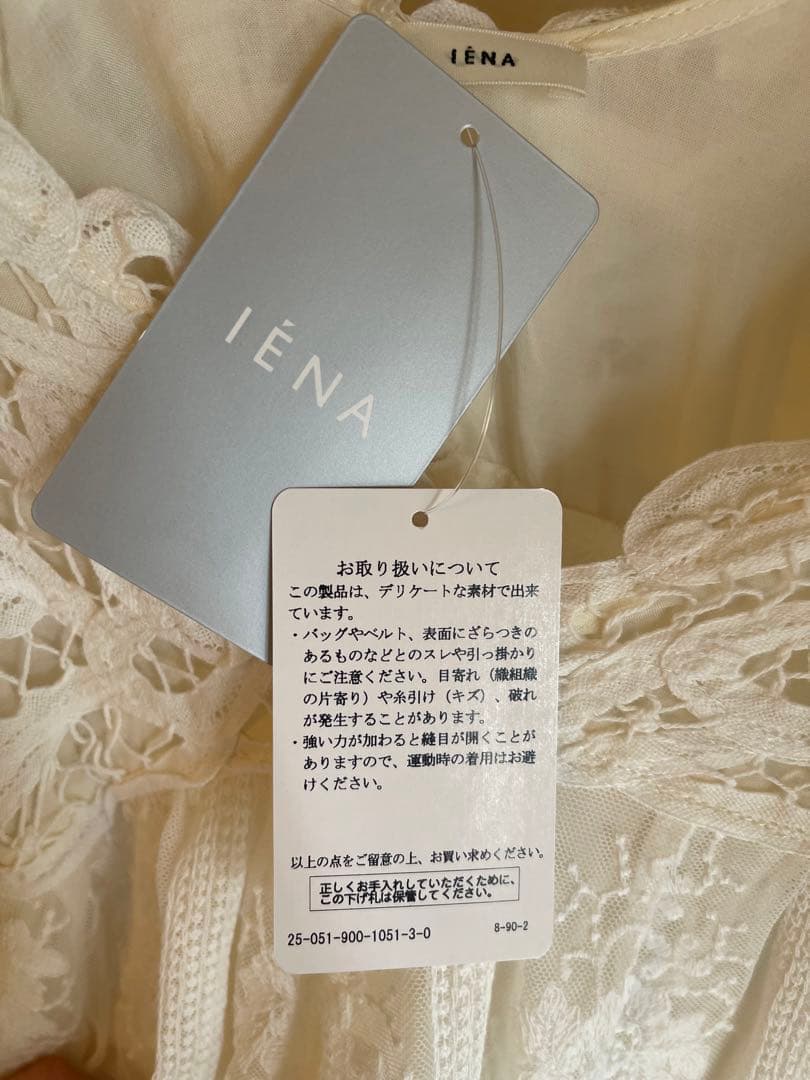 IÉNA
IÉNA
お取り扱いについて
この製品は、デリケートな素材で出来
ています。
・バッグやベルト、表面にざらつきの
あるものなどとのスレや引っ掛かり
にご注意ください。目寄れ（織組織
の片寄り）や糸引け（キズ）、破れ
が発生することがあります。
・強い力が加わると縫目が開くことが
ありますので、運動時の着用はお避
けください。
以上の点をご留意の上、お買い求めください。
正しくお手入れしていただくために、
この下げ札は保管してください。
25-051-900-1051-3-0
8-90-2